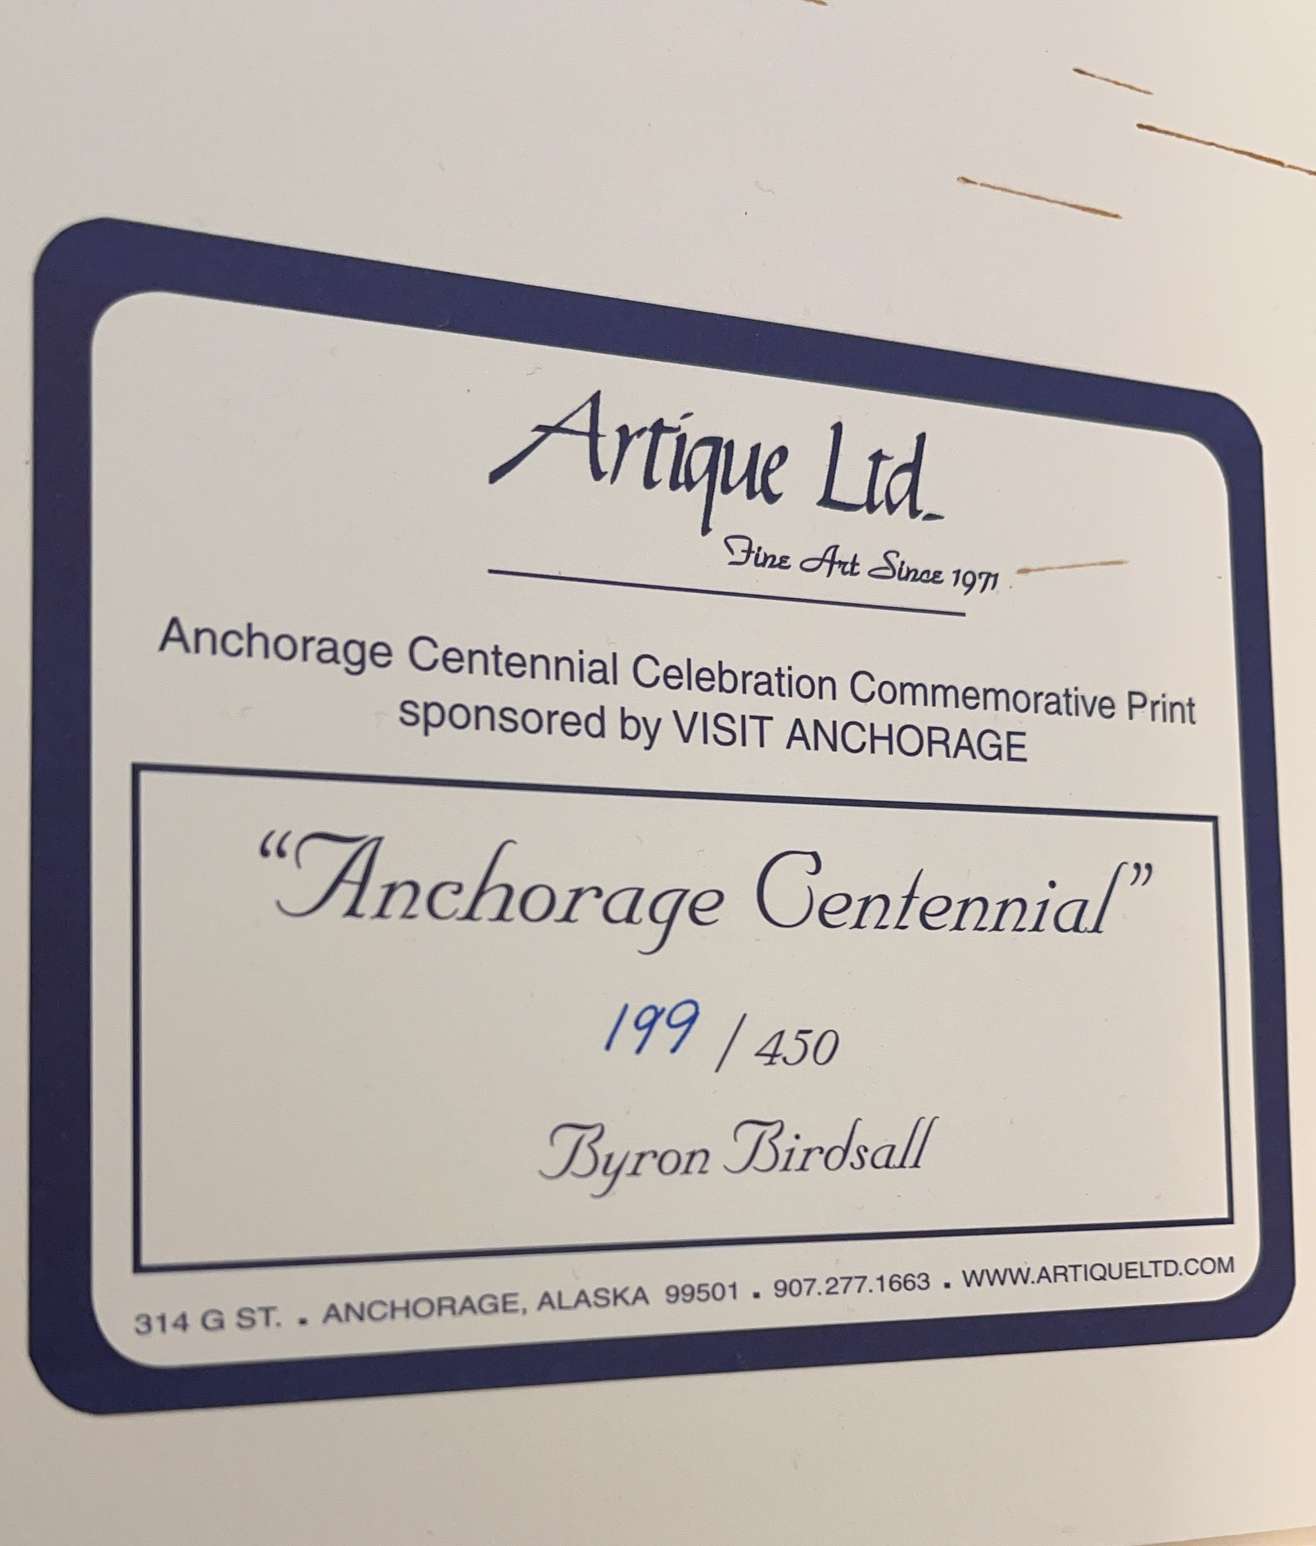 Artique Ltd.
Fine Art Since 1971
Anchorage Centennial Celebration Commemorative Print
sponsored by VISIT ANCHORAGE
“Anchorage Centennial”
199 / 450
Byron Birdsall
314 G ST. ▪ ANCHORAGE, ALASKA 99501 ▪ 907.277.1663 ▪ WWW.ARTIQUELTD.COM